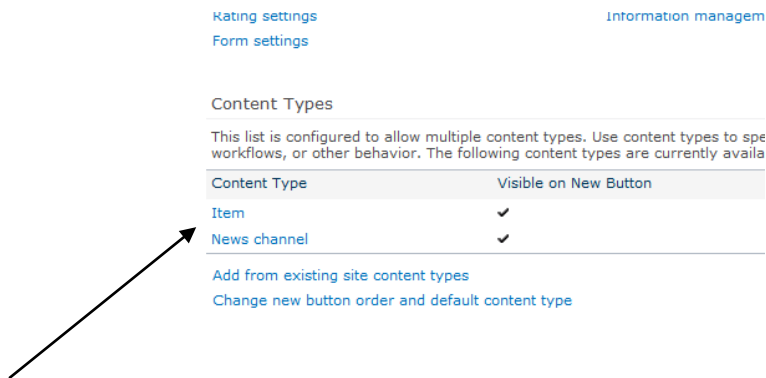 Rating settings Information managem
Form settings
Content Types
This list is configured to allow multiple content types. Use content types to spe
workflows, or other behavior. The following content types are currently availa
Content Type Visible on New Button
Item ✔
News channel ✔
Add from existing site content types
Change new button order and default content type